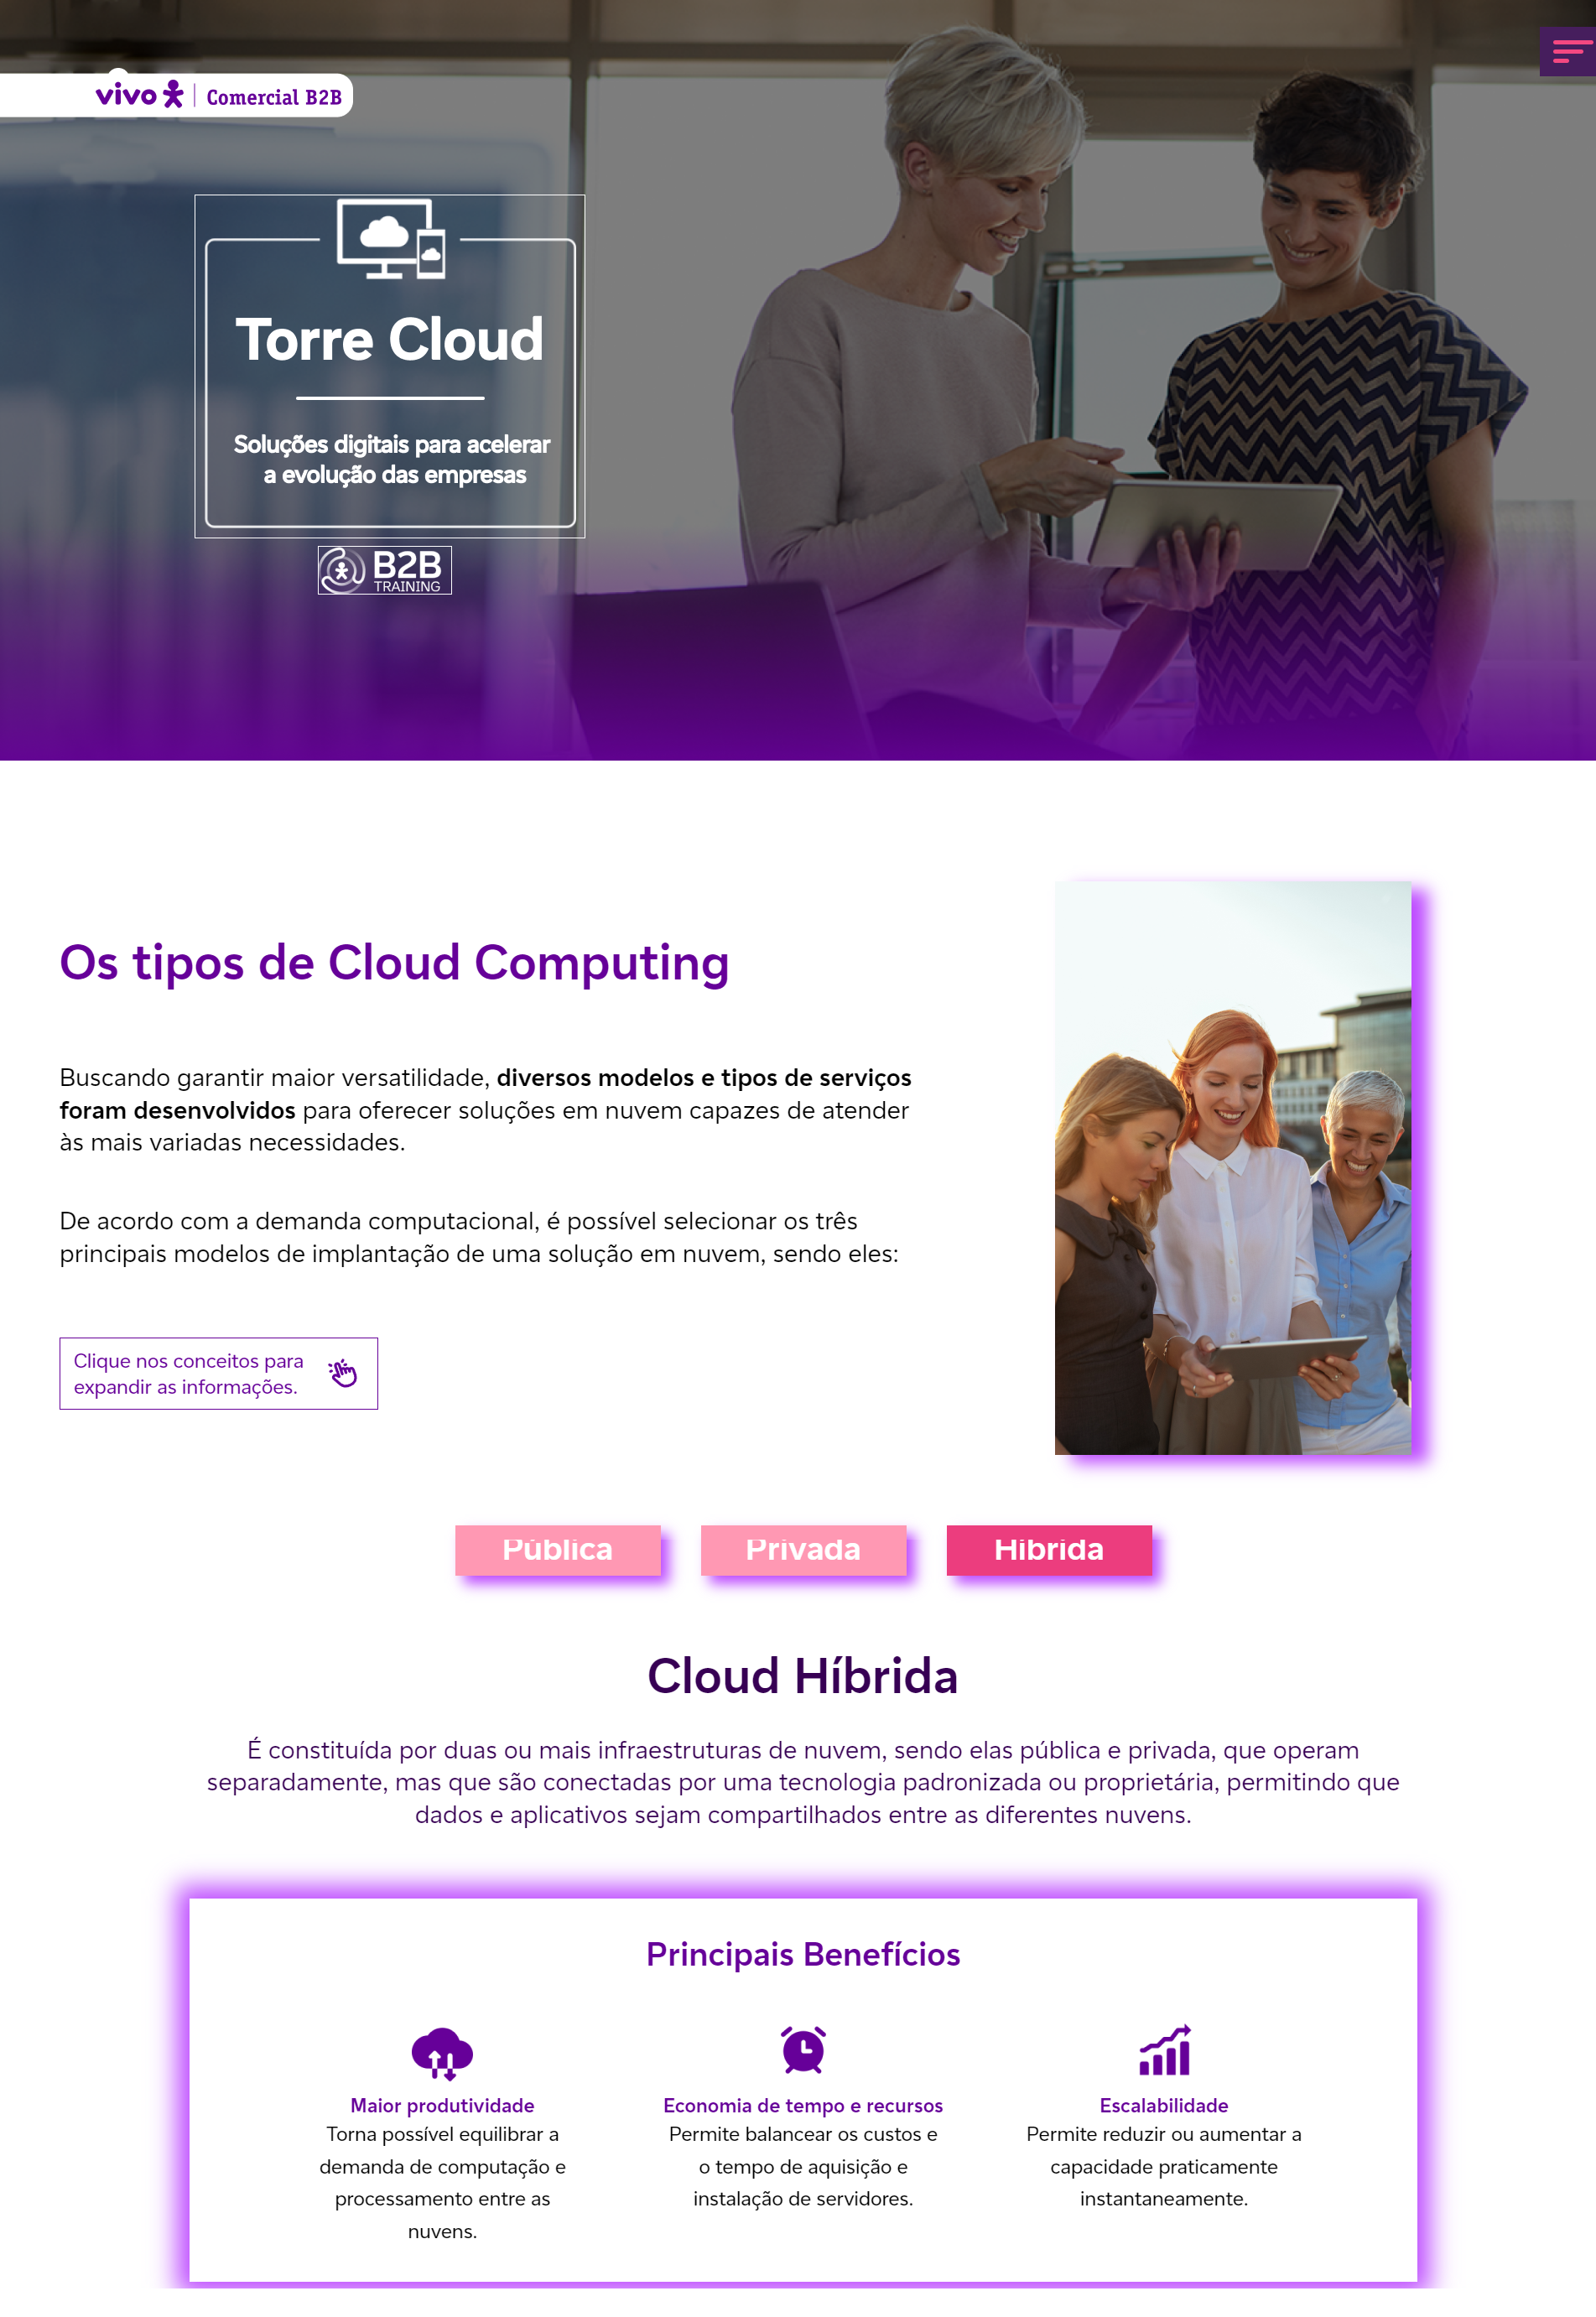 vivo Comercial B2B
Torre Cloud
Soluções digitais para acelerar
a evolução das empresas
B2B
TRAINING
Os tipos de Cloud Computing
Buscando garantir maior versatilidade, diversos modelos e tipos de serviços
foram desenvolvidos para oferecer soluções em nuvem capazes de atender
às mais variadas necessidades.
De acordo com a demanda computacional, é possível selecionar os três
principais modelos de implantação de uma solução em nuvem, sendo eles:
Clique nos conceitos para
expandir as informações.
Pública
Privada
Híbrida
Cloud Híbrida
É constituída por duas ou mais infraestruturas de nuvem, sendo elas pública e privada, que operam
separadamente, mas que são conectadas por uma tecnologia padronizada ou proprietária, permitindo que
dados e aplicativos sejam compartilhados entre as diferentes nuvens.
Principais Benefícios
Maior produtividade
Torna possível equilibrar a
demanda de computação e
processamento entre as
nuvens.
Economia de tempo e recursos
Permite balancear os custos e
o tempo de aquisição e
instalação de servidores.
Escalabilidade
Permite reduzir ou aumentar a
capacidade praticamente
instantaneamente.